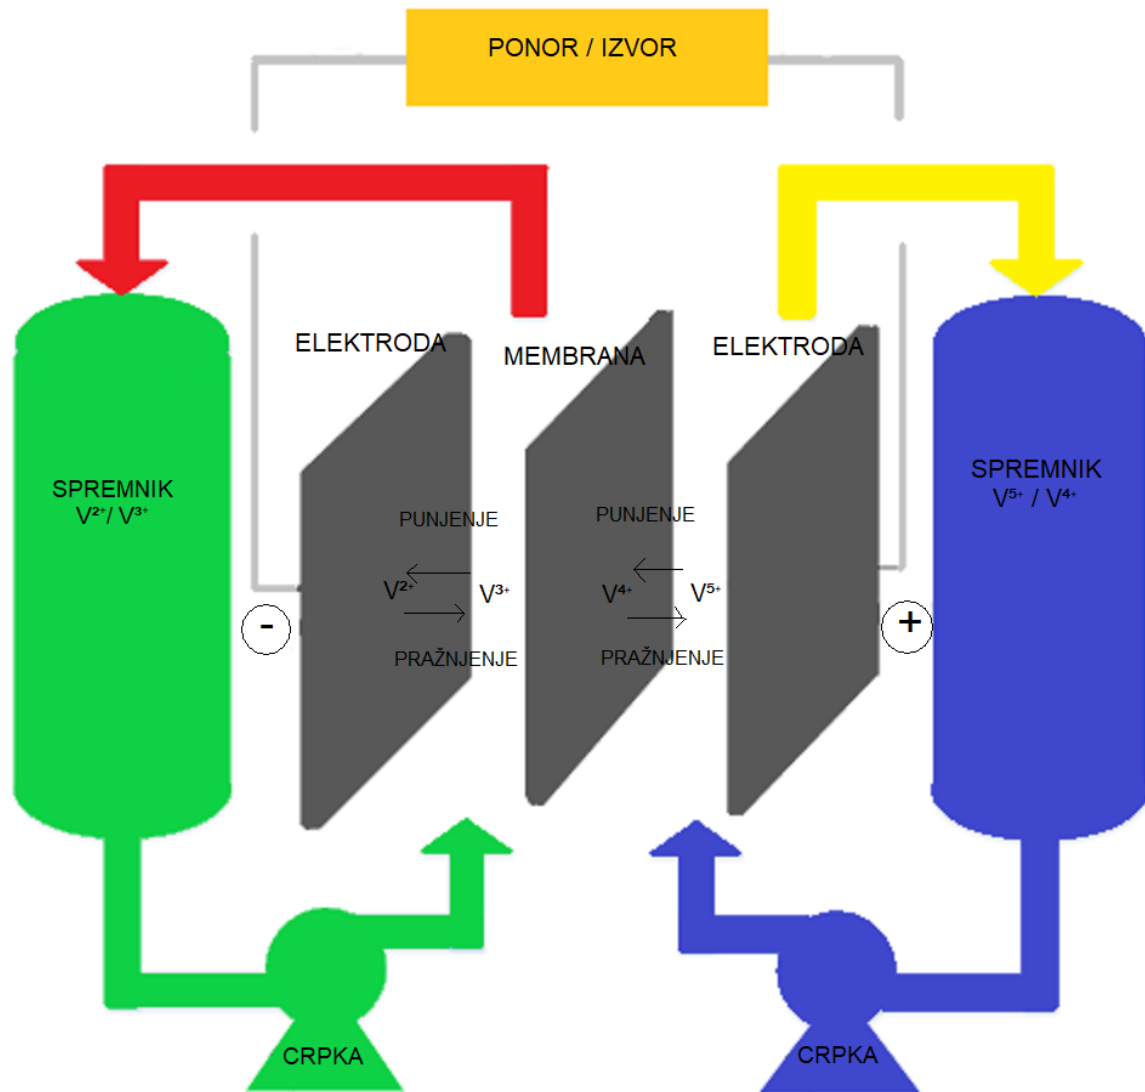 PONOR / IZVOR
ELEKTRODA
MEMBRANA
ELEKTRODA
SPREMNIK
V²⁺/ V³⁺
SPREMNIK
V⁵⁺ / V⁴⁺
PUNJENJE
PUNJENJE
V²⁺
V³⁺
V⁴⁺
V⁵⁺
-
+
PRAŽNJENJE
PRAŽNJENJE
CRPKA
CRPKA